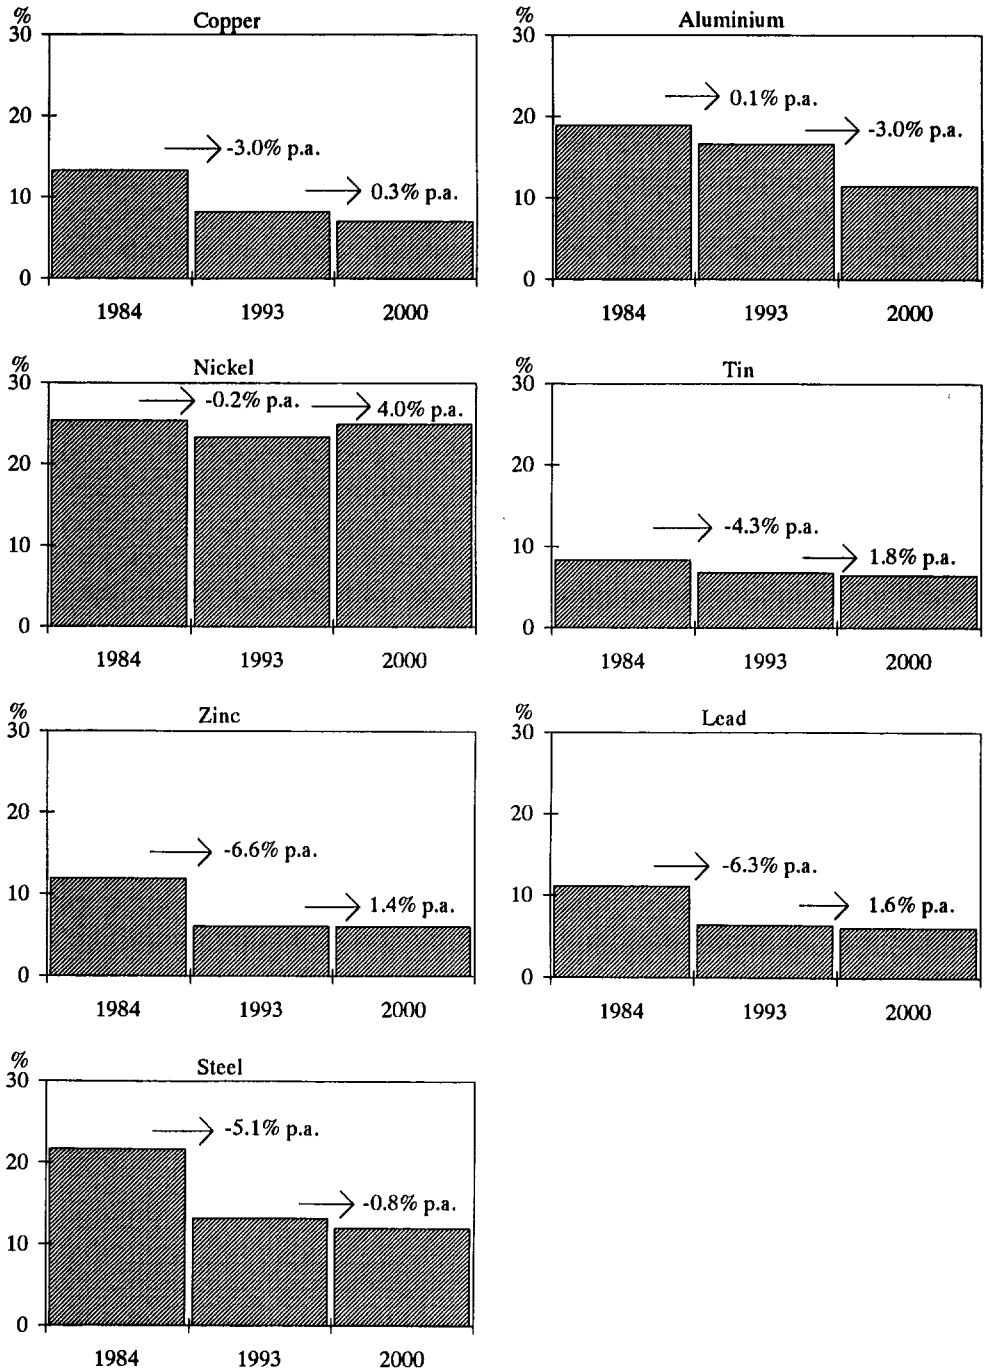 %
Copper
30
20
10
0
-3.0% p.a.
0.3% p.a.
1984 1993 2000
%
Aluminium
30
20
10
0
0.1% p.a.
-3.0% p.a.
1984 1993 2000
%
Nickel
30
20
10
0
-0.2% p.a.
4.0% p.a.
1984 1993 2000
%
Tin
30
20
10
0
-4.3% p.a.
1.8% p.a.
1984 1993 2000
%
Zinc
30
20
10
0
-6.6% p.a.
1.4% p.a.
1984 1993 2000
%
Lead
30
20
10
0
-6.3% p.a.
1.6% p.a.
1984 1993 2000
%
Steel
30
20
10
0
-5.1% p.a.
-0.8% p.a.
1984 1993 2000